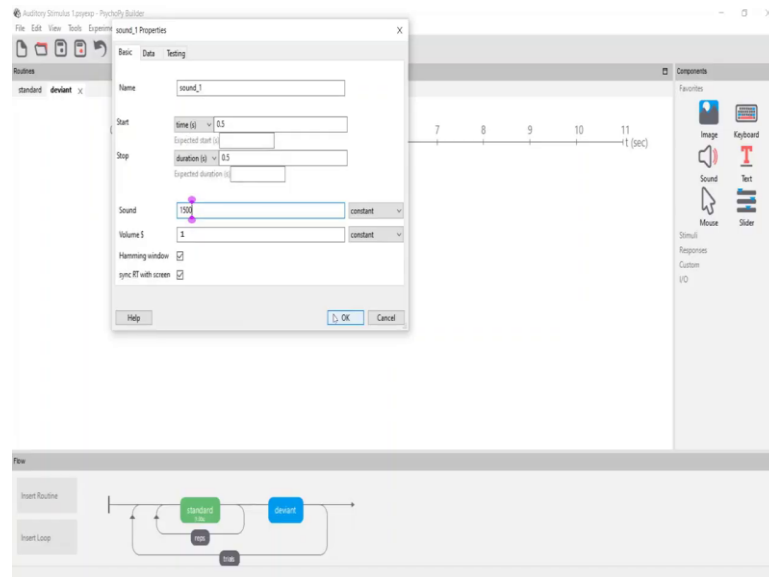 Auditory Stimulus 1.psyexp - PsychoPy Builder
File Edit View Tools Experime
sound_1 Properties
X
Basic Data Testing
Routines
Components
standard deviant x
Favorites
Name sound_1
Start time (s) 0.5
Expected start (s)
Stop duration (s) 0.5
Expected duration (s)
7 8 9 10 11
t (sec)
Image Keyboard
Sound Text
Mouse Slider
Sound 1500 constant
Volume $ 1 constant
Hamming window
sync RT with screen
Stimuli
Responses
Custom
I/O
Help OK Cancel
Flow
Insert Routine
Insert Loop
standard
deviant
reps
trials